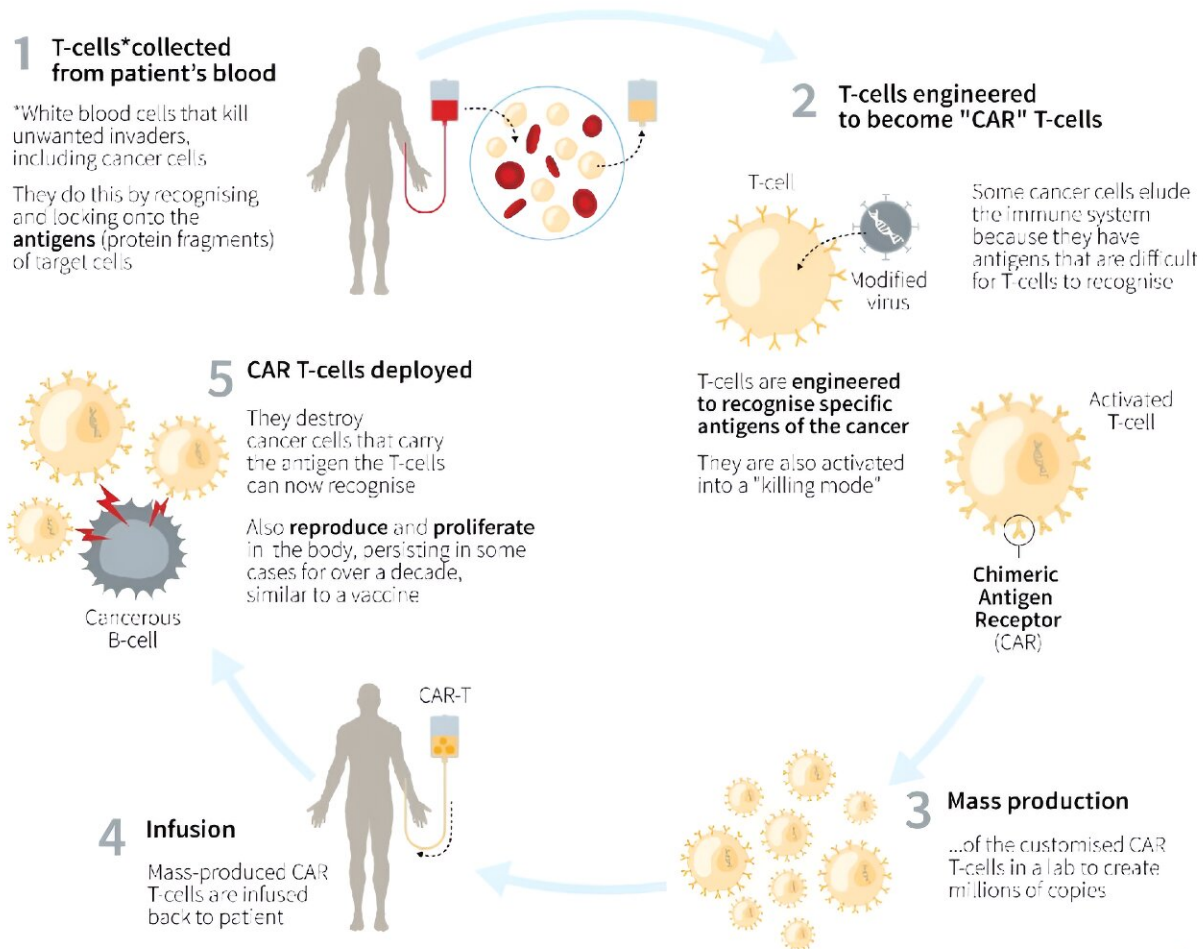 1
T-cells*collected
from patient's blood
*White blood cells that kill
unwanted invaders,
including cancer cells
They do this by recognising
and locking onto the
antigens (protein fragments)
of target cells
2
T-cells engineered
to become "CAR" T-cells
T-cell
Modified
virus
Some cancer cells elude
the immune system
because they have
antigens that are difficult
for T-cells to recognise
T-cells are engineered
to recognise specific
antigens of the cancer
They are also activated
into a "killing mode"
Activated
T-cell
Chimeric
Antigen
Receptor
(CAR)
3
Mass production
...of the customised CAR
T-cells in a lab to create
millions of copies
4
Infusion
Mass-produced CAR
T-cells are infused
back to patient
CAR-T
5
CAR T-cells deployed
They destroy
cancer cells that carry
the antigen the T-cells
can now recognise
Also reproduce and proliferate
in the body, persisting in some
cases for over a decade,
similar to a vaccine
Cancerous
B-cell